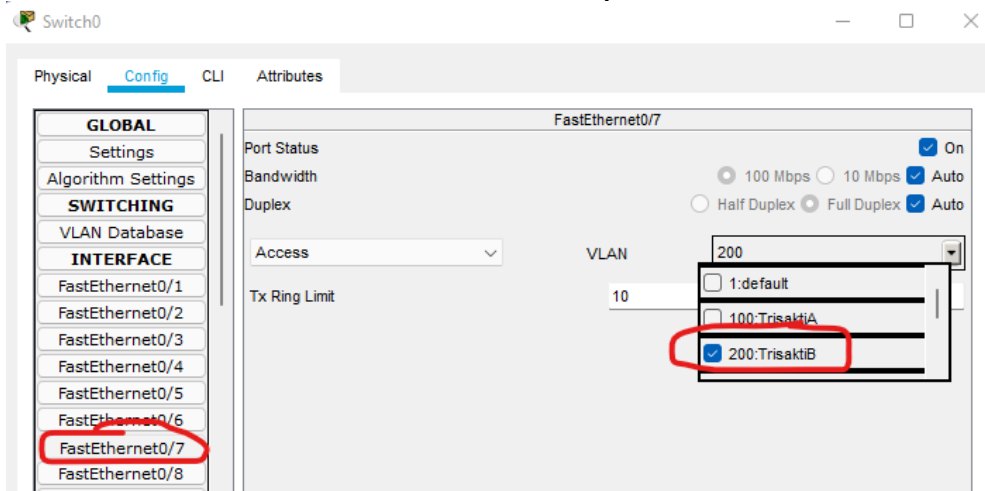 Switch0
Physical Config CLI Attributes
GLOBAL
Settings
Algorithm Settings
SWITCHING
VLAN Database
INTERFACE
FastEthernet0/1
FastEthernet0/2
FastEthernet0/3
FastEthernet0/4
FastEthernet0/5
FastEthernet0/6
FastEthernet0/7
FastEthernet0/8
FastEthernet0/7
Port Status On
Bandwidth 100 Mbps 10 Mbps Auto
Duplex Half Duplex Full Duplex Auto
Access VLAN 200
1:default
Tx Ring Limit 10
100:TrisaktiA
200:TrisaktiB